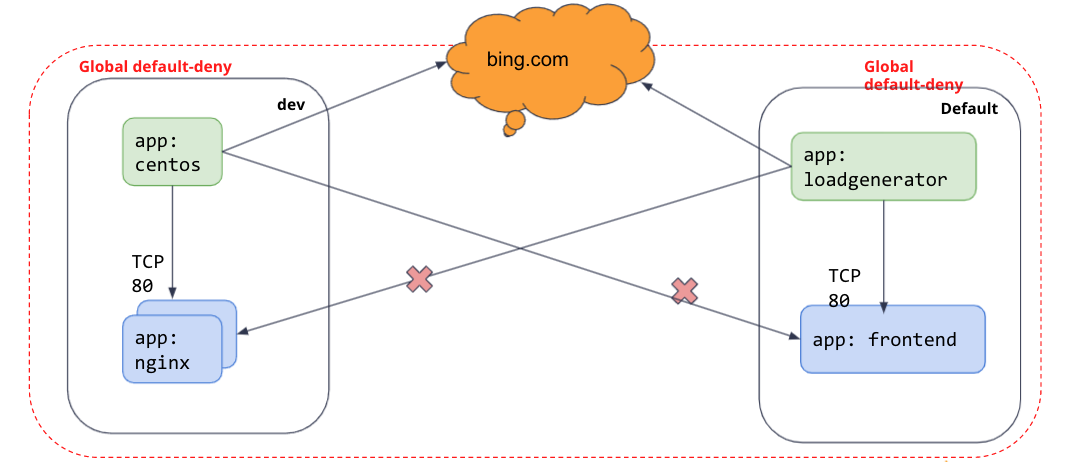 bing.com
Global default-deny
dev
app:
centos
TCP
80
app:
nginx
Global
default-deny
Default
app:
loadgenerator
TCP
80
app: frontend